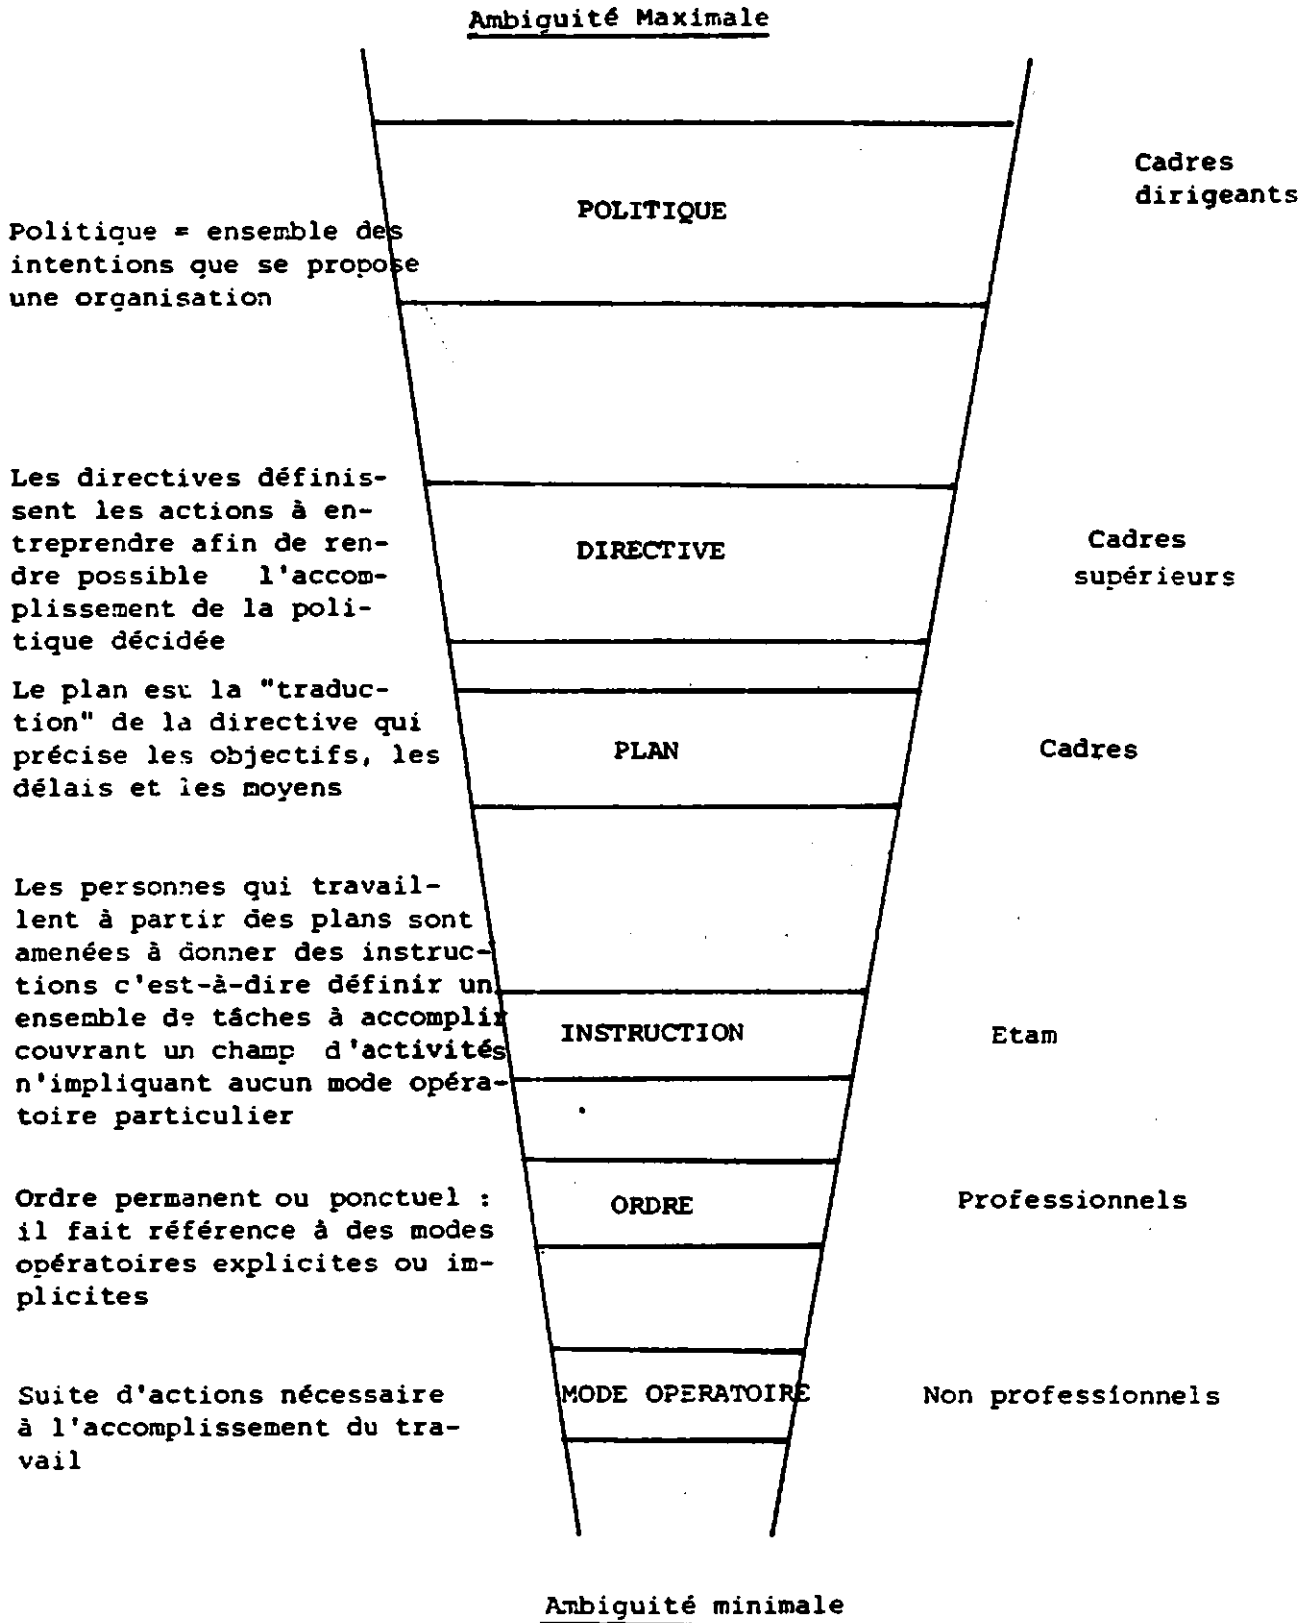 Ambiguité Maximale
Cadres
dirigeants
POLITIQUE
Politique = ensemble des
intentions que se propose
une organisation
Les directives définis-
sent les actions à en-
treprendre afin de ren-
dre possible l'accom-
plissement de la poli-
tique décidée
DIRECTIVE
Cadres
supérieurs
Le plan est la "traduc-
tion" de la directive qui
précise les objectifs, les
délais et les moyens
PLAN
Cadres
Les personnes qui travail-
lent à partir des plans sont
amenées à donner des instruc-
tions c'est-à-dire définir un
ensemble de tâches à accomplir
couvrant un champ d'activités
n'impliquant aucun mode opéra-
toire particulier
INSTRUCTION
Etam
Ordre permanent ou ponctuel :
il fait référence à des modes
opératoires explicites ou im-
plicites
ORDRE
Professionnels
Suite d'actions nécessaire
à l'accomplissement du tra-
vail
MODE OPERATOIRE
Non professionnels
Ambiguité minimale